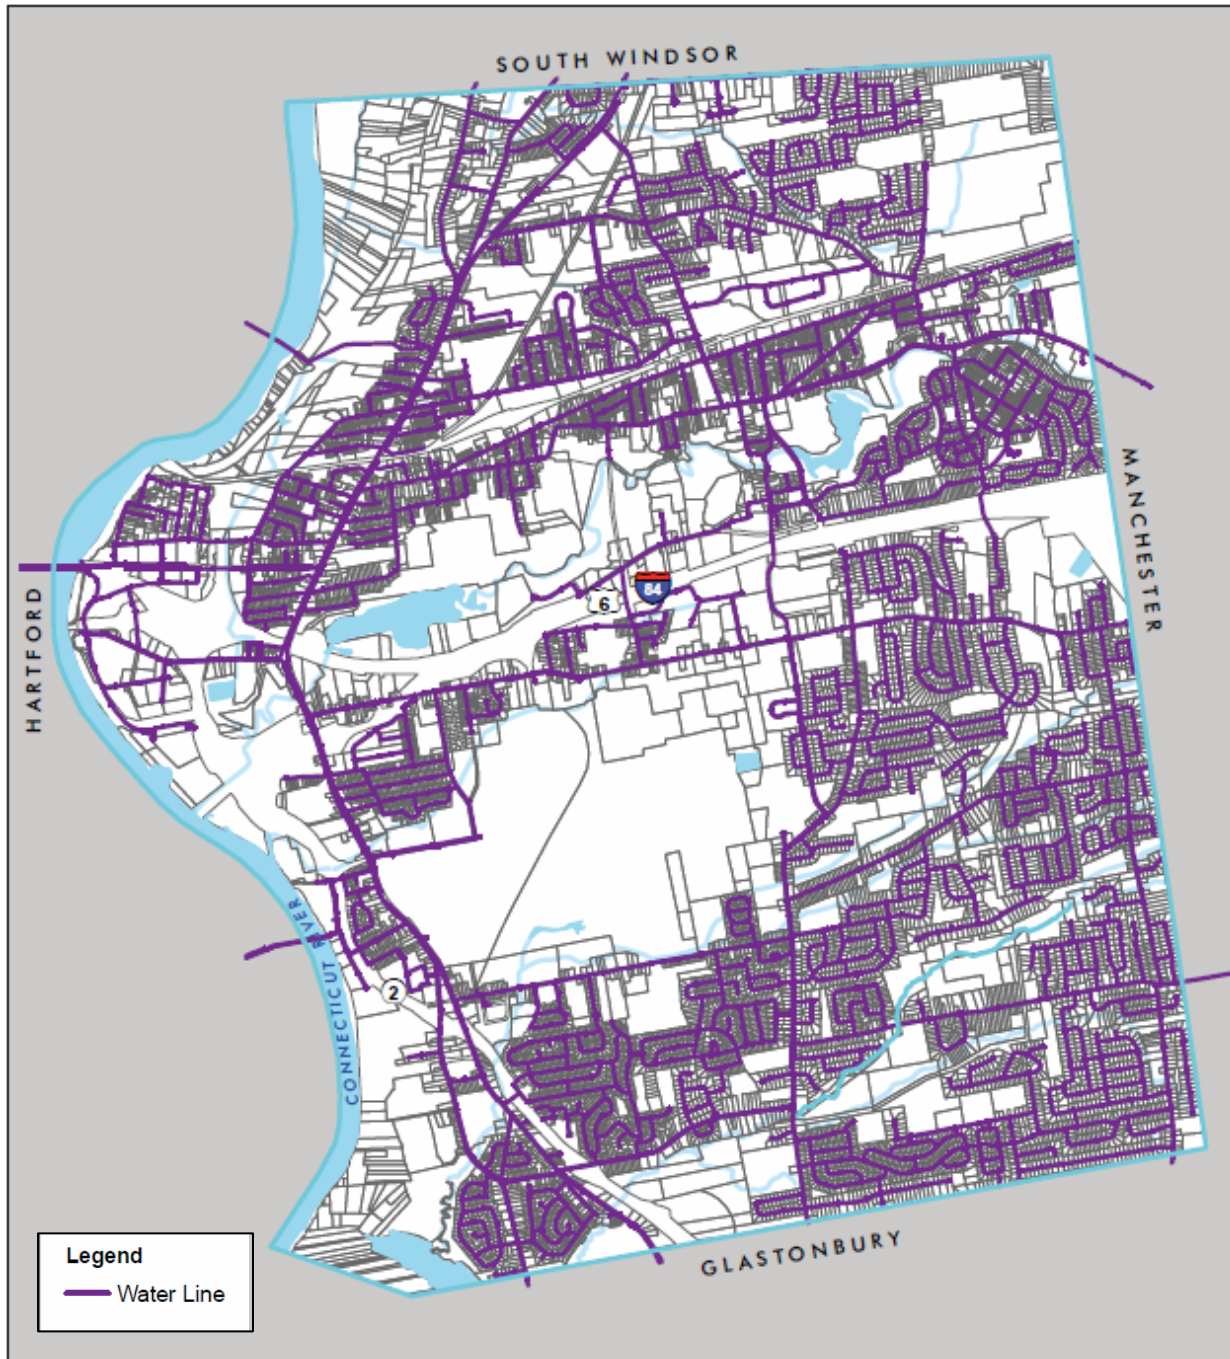 SOUTH WINDSOR
MANCHESTER
84
6
HARTFORD
CONNECTICUT RIVER
2
GLASTONBURY
Legend
Water Line